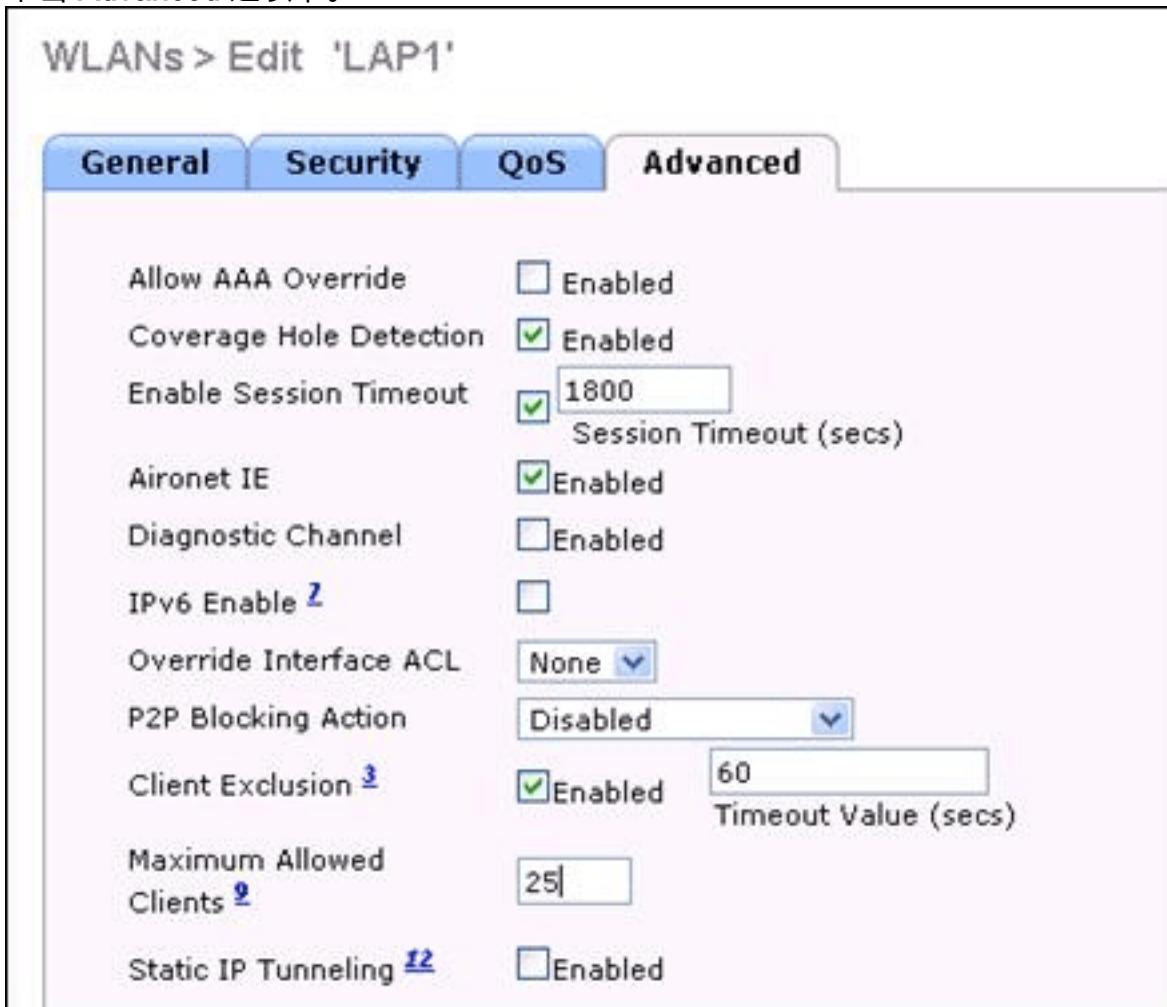 WLANs > Edit 'LAP1'
General Security QoS Advanced
Allow AAA Override Enabled
Coverage Hole Detection Enabled
Enable Session Timeout 1800
Session Timeout (secs)
Aironet IE Enabled
Diagnostic Channel Enabled
IPv6 Enable 7
Override Interface ACL None
P2P Blocking Action Disabled
Client Exclusion 3 Enabled 60
Timeout Value (secs)
Maximum Allowed
Clients 9 25
Static IP Tunneling 12 Enabled